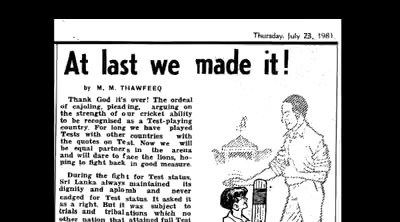 Thursday, July 23, 1981
At last we made it!
by M. M. THAWFEEQ
Thank God it's over! The ordeal
of cajoling, pleading, arguing on
the strength of our cricket ability
to be recognised as a Test-playing
country. For long we have played
Tests with other countries with
the quotes on Test. Now we will
be equal partners in the arena
and will dare to face the lions, ho-
ping to fight back in good measure.
During the fight for Test status,
Sri Lanka always maintained its
dignity and aplomb and never
cadged for Test status. It asked it
as a right. But it was subject to
trials and tribulations which no
other nation that attained full Test